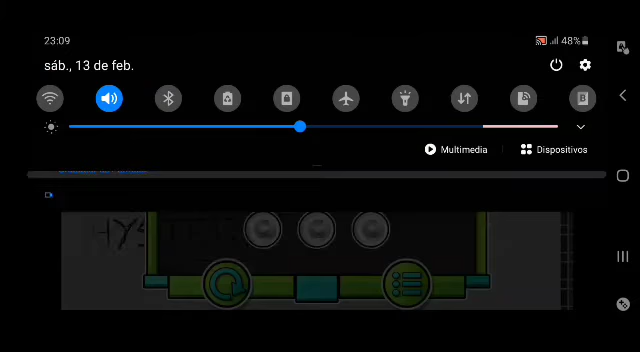 23:09
48%
sáb., 13 de feb.
Multimedia
Dispositivos